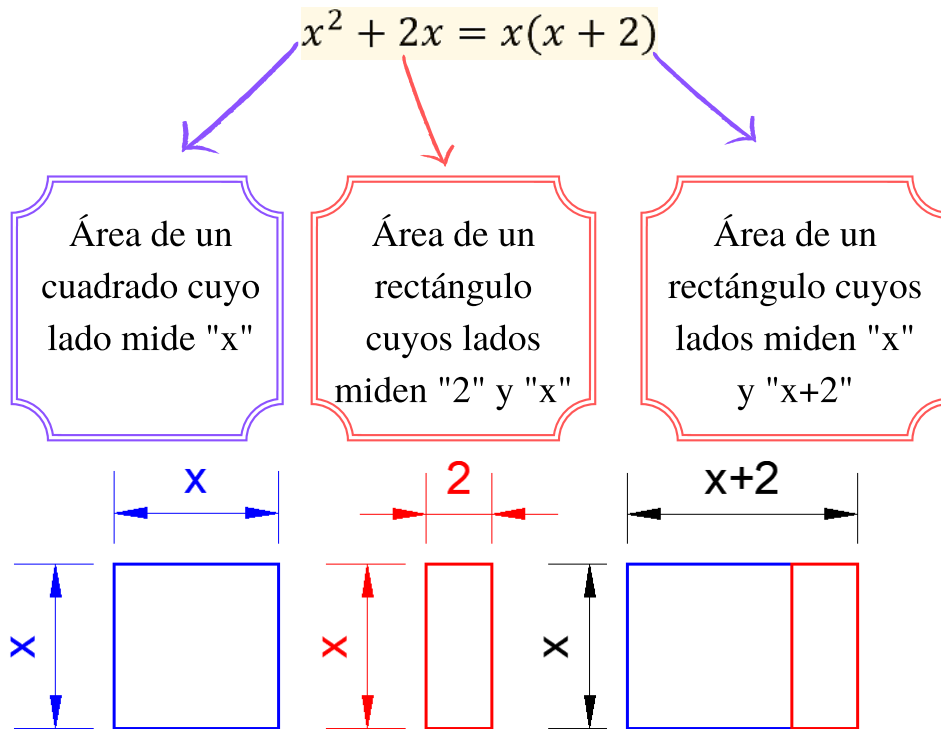 x² + 2x = x(x + 2)
Área de un
cuadrado cuyo
lado mide "x"
Área de un
rectángulo
cuyos lados
miden "2" y "x"
Área de un
rectángulo cuyos
lados miden "x"
y "x+2"
x
2
x+2
x
x
x